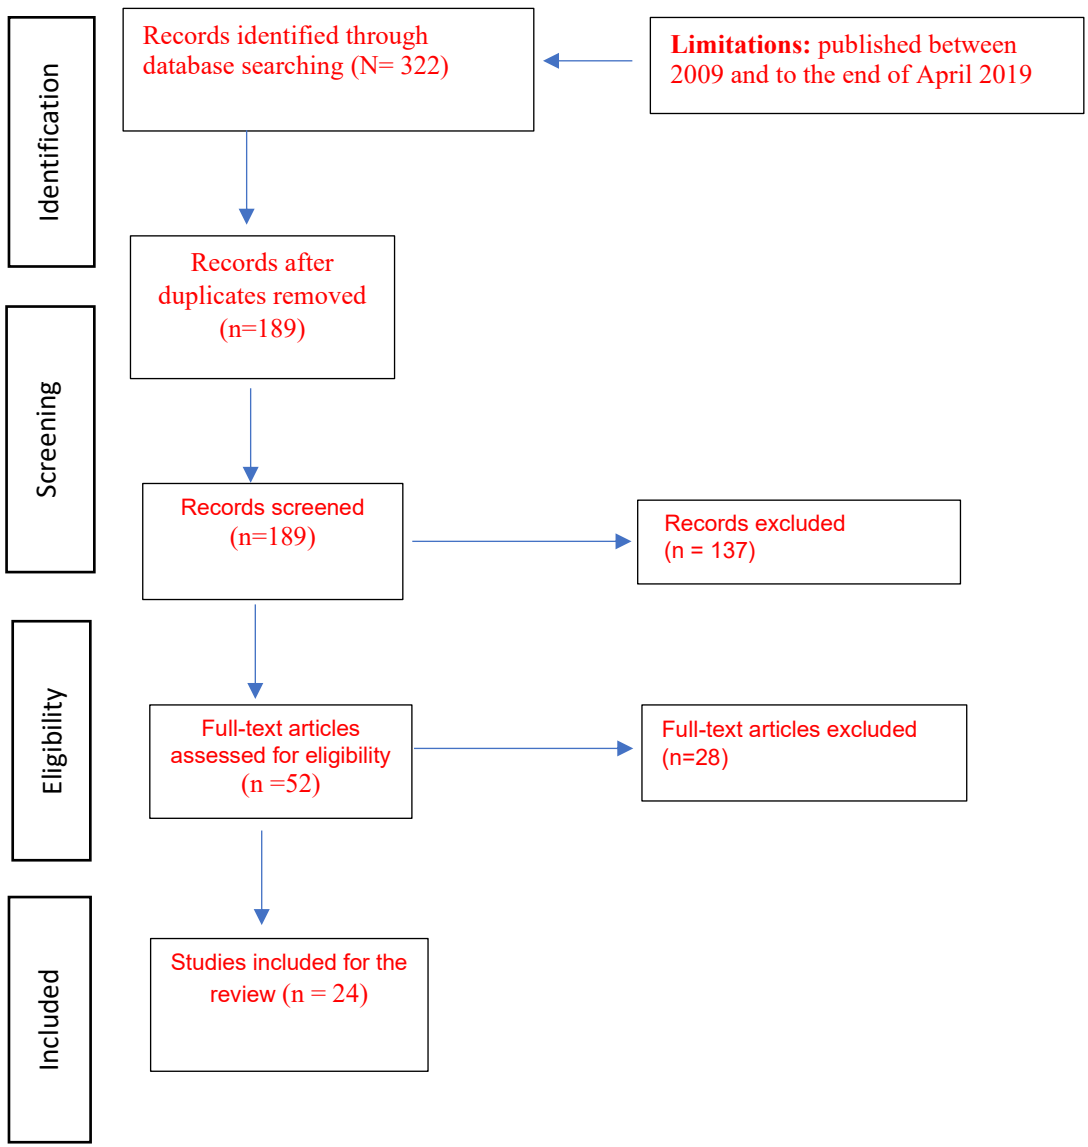 Identification
Records identified through
database searching (N= 322)
Limitations: published between
2009 and to the end of April 2019
Records after
duplicates removed
(n=189)
Screening
Records screened
(n=189)
Records excluded
(n = 137)
Eligibility
Full-text articles
assessed for eligibility
(n =52)
Full-text articles excluded
(n=28)
Included
Studies included for the
review (n = 24)